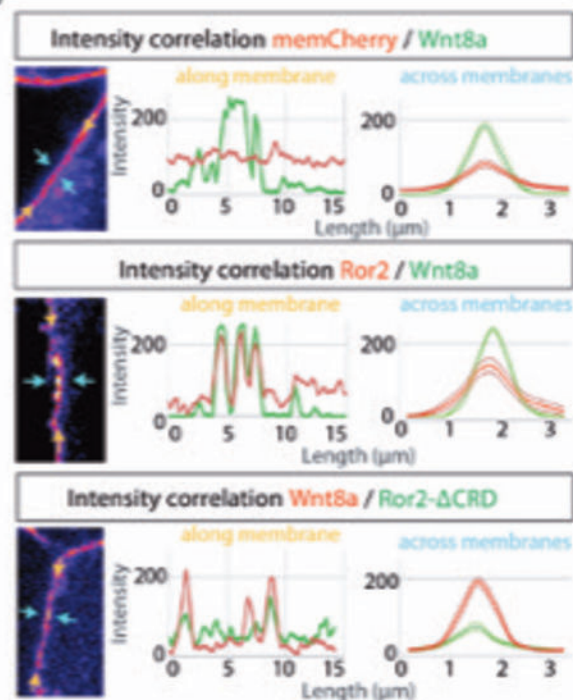 Intensity correlation memCherry / Wnt8a
along membrane across membranes
Intensity
200
0
0 5 10 15
200
0
1 2 3
Length (μm)
Intensity correlation Ror2 / Wnt8a
along membrane across membranes
Intensity
200
0
0 5 10 15
200
0
0 1 2 3
Length (μm)
Intensity correlation Wnt8a / Ror2-ΔCRD
along membrane across membranes
Intensity
200
0
0 5 10 15
200
0
0 1 2 3
Length (μm)